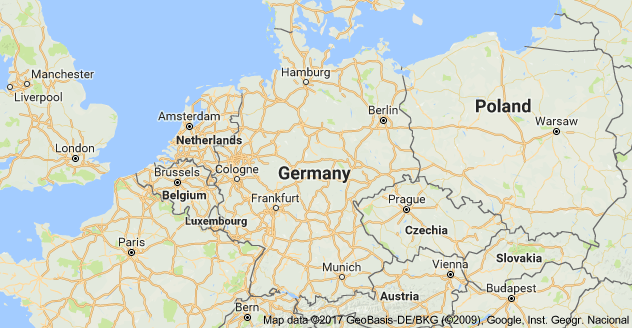 Hamburg
Manchester
Liverpool
Berlin
Poland
Amsterdam
Warsaw
Netherlands
London
Cologne
Germany
Brussels
Belgium
Frankfurt
Prague
Luxembourg
Czechia
Paris
Slovakia
Munich
Vienna
Austria
Budapest
Bern
Map data ©2017 GeoBasis-DE/BKG (©2009), Google, Inst. Geogr. Nacional